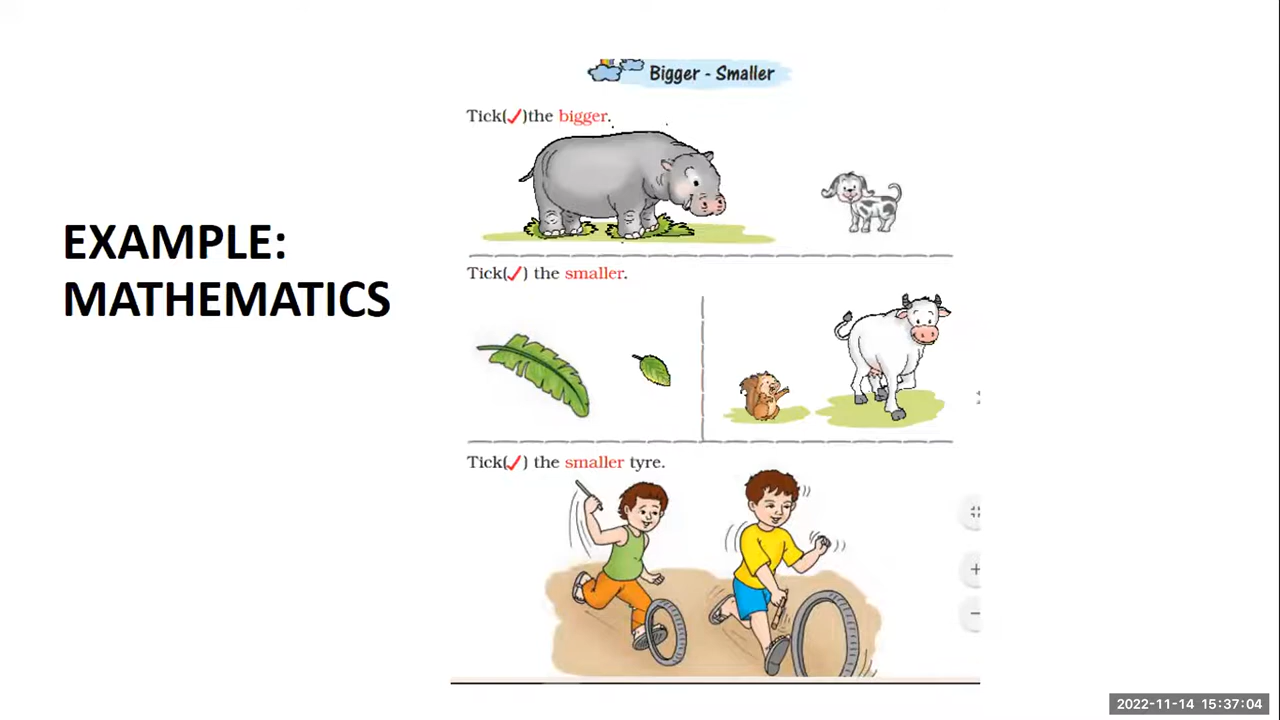 EXAMPLE:
MATHEMATICS
Bigger - Smaller
Tick(✓)the bigger.
Tick(✓) the smaller.
Tick(✓) the smaller tyre.
2022-11-14 15:37:04